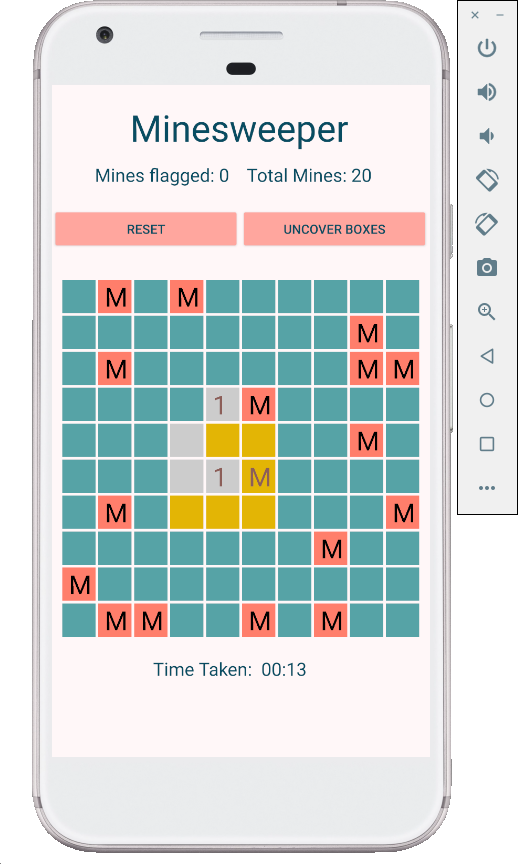 Minesweeper
Mines flagged: 0 Total Mines: 20
RESET UNCOVER BOXES
M M
M
M M M
1 M
M
1 M
M M
M
M
M M M M
Time Taken: 00:13